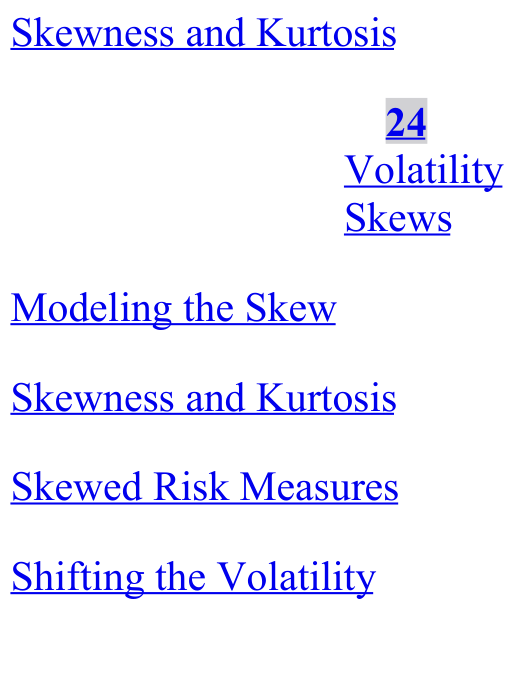 Skewness and Kurtosis
24
Volatility
Skews
Modeling the Skew
Skewness and Kurtosis
Skewed Risk Measures
Shifting the Volatility